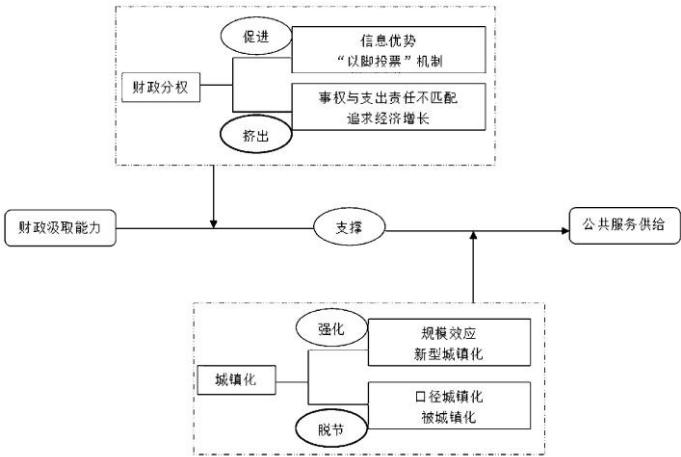 促进
信息优势
“以脚投票”机制
财政分权
事权与支出责任不匹配
追求经济增长
挤出
财政汲取能力
支撑
公共服务供给
强化
规模效应
新型城镇化
城镇化
口径城镇化
被城镇化
脱节